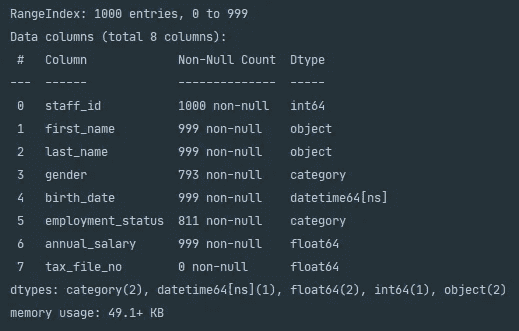 RangeIndex: 1000 entries, 0 to 999
Data columns (total 8 columns):
 #   Column             Non-Null Count  Dtype
---  ------             --------------  -----
 0   staff_id           1000 non-null   int64
 1   first_name         999 non-null    object
 2   last_name          999 non-null    object
 3   gender             793 non-null    category
 4   birth_date         999 non-null    datetime64[ns]
 5   employment_status  811 non-null    category
 6   annual_salary      999 non-null    float64
 7   tax_file_no        0 non-null      float64
dtypes: category(2), datetime64[ns](1), float64(2), int64(1), object(2)
memory usage: 49.1+ KB